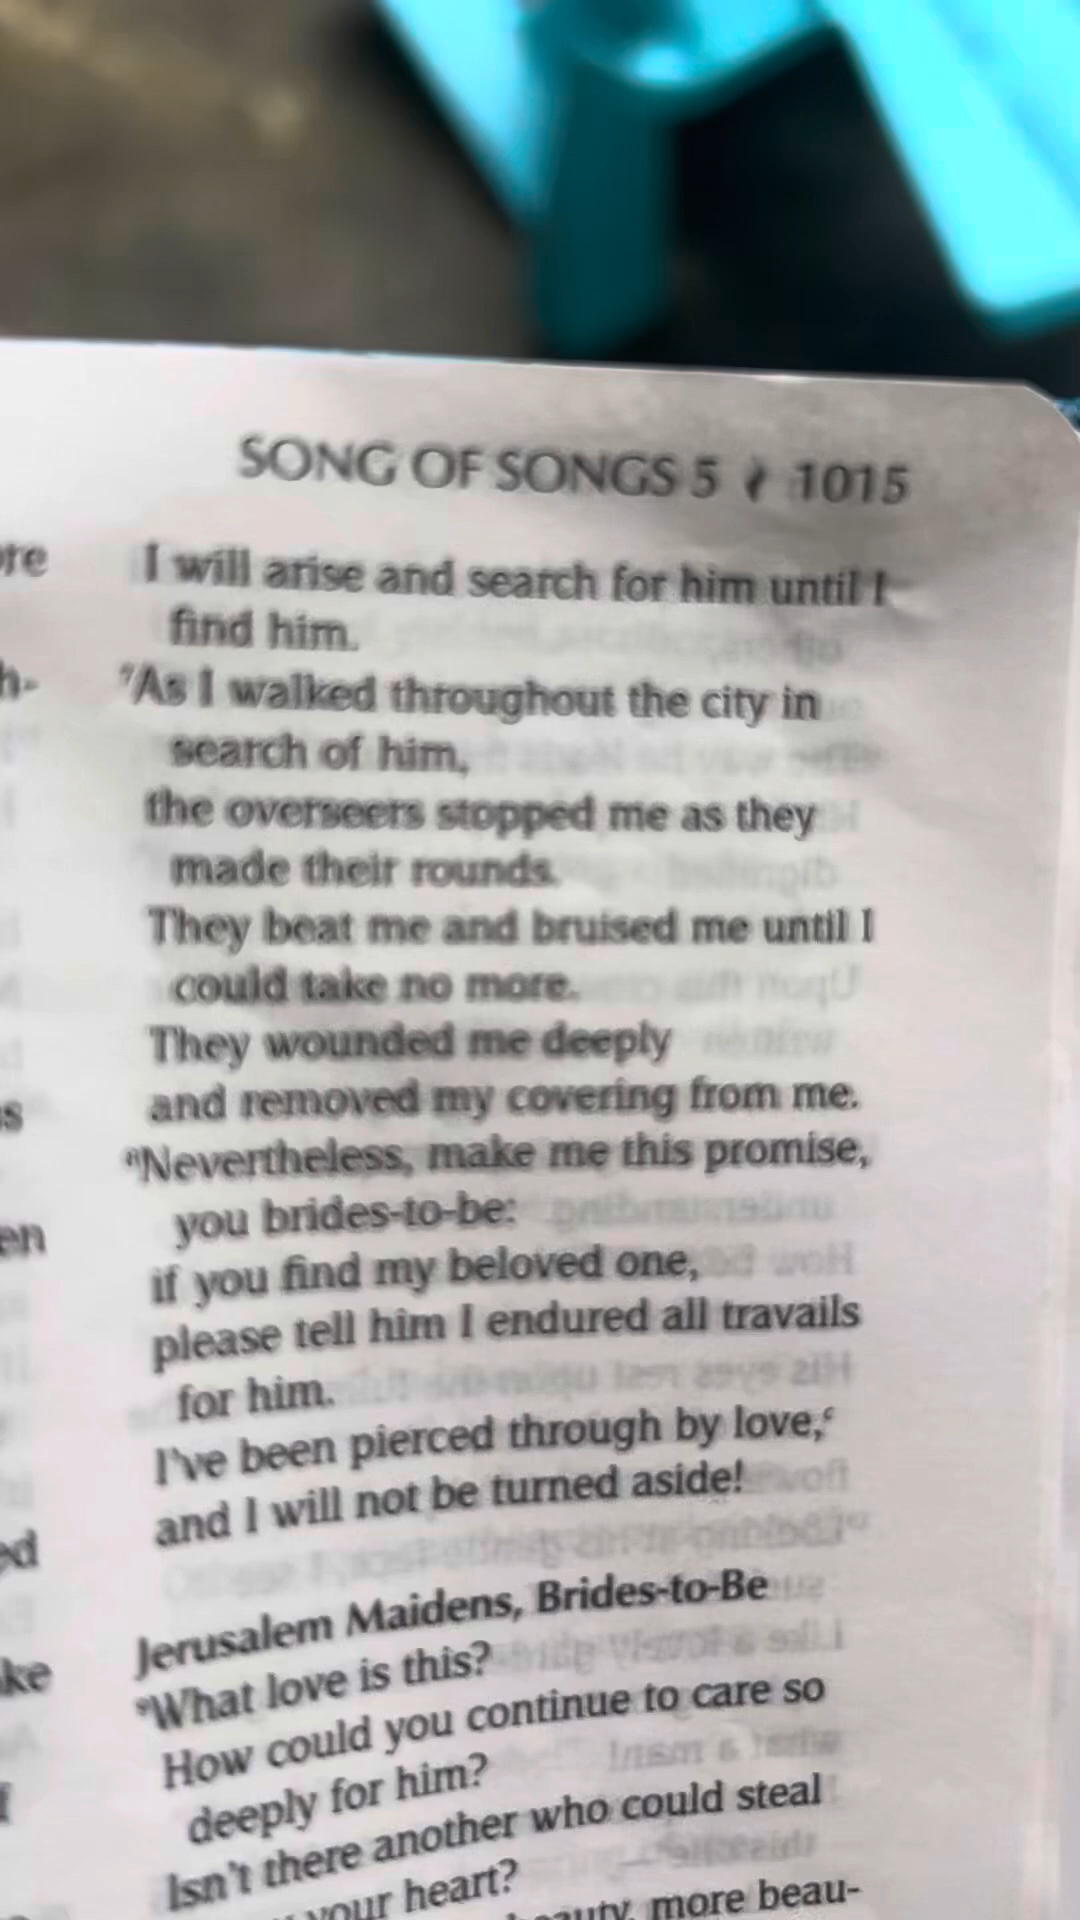 SONG OF SONGS 5 1015
I will arise and search for him until I
find him.
⁷As I walked throughout the city in
search of him,
the overseers stopped me as they
made their rounds.
They beat me and bruised me until I
could take no more.
They wounded me deeply
and removed my covering from me.
⁸Nevertheless, make me this promise,
you brides-to-be:
if you find my beloved one,
please tell him I endured all travails
for him.
I've been pierced through by love,ᶜ
and I will not be turned aside!
Jerusalem Maidens, Brides-to-Be
⁹What love is this?
How could you continue to care so
deeply for him?
Isn't there another who could steal
your heart?
more beau-